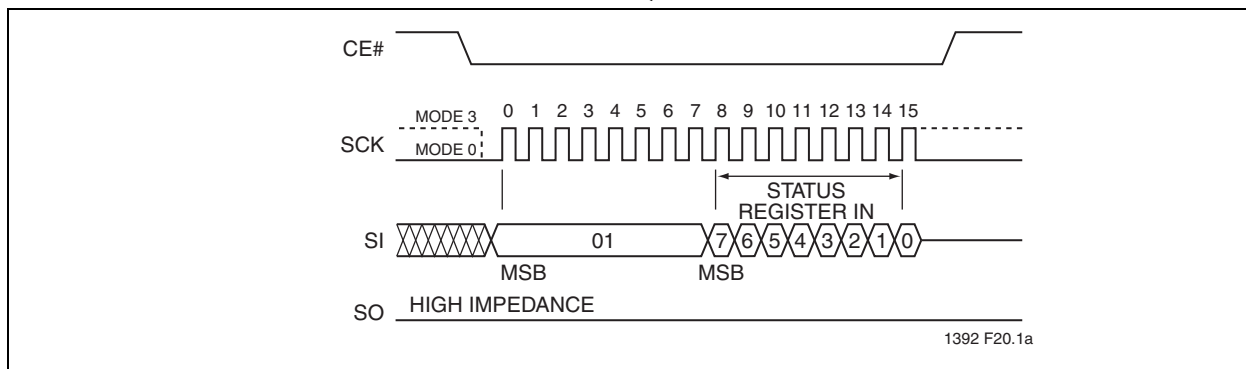 CE#
MODE 3
0 1 2 3 4 5 6 7 8 9 10 11 12 13 14 15
SCK
MODE 0
STATUS
REGISTER IN
SI
01
7 6 5 4 3 2 1 0
MSB
MSB
SO
HIGH IMPEDANCE
1392 F20.1a